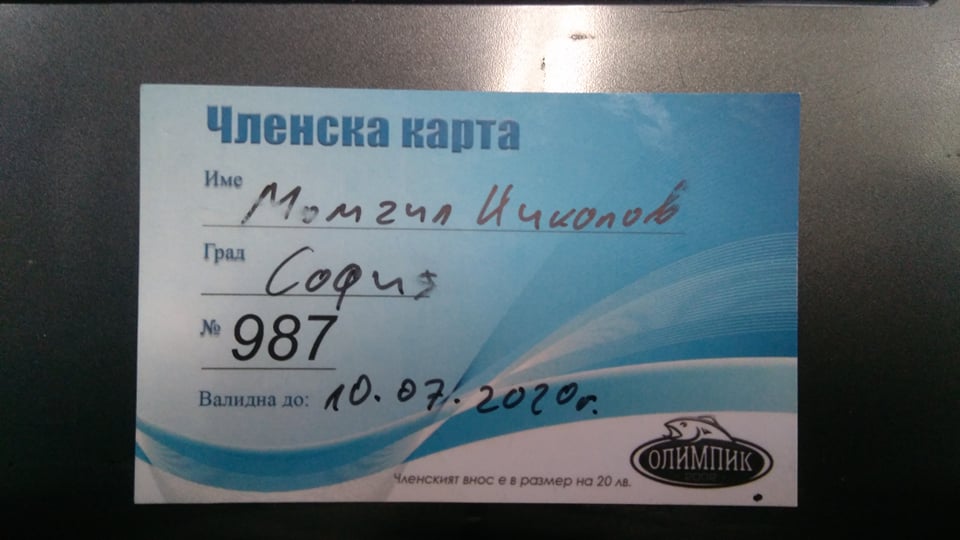 Членска карта
Име Момчил Николов
Град София
№ 987
Валидна до: 10.07.2020г.
ОЛИМПИК
Членският внос е в размер на 20 лв.